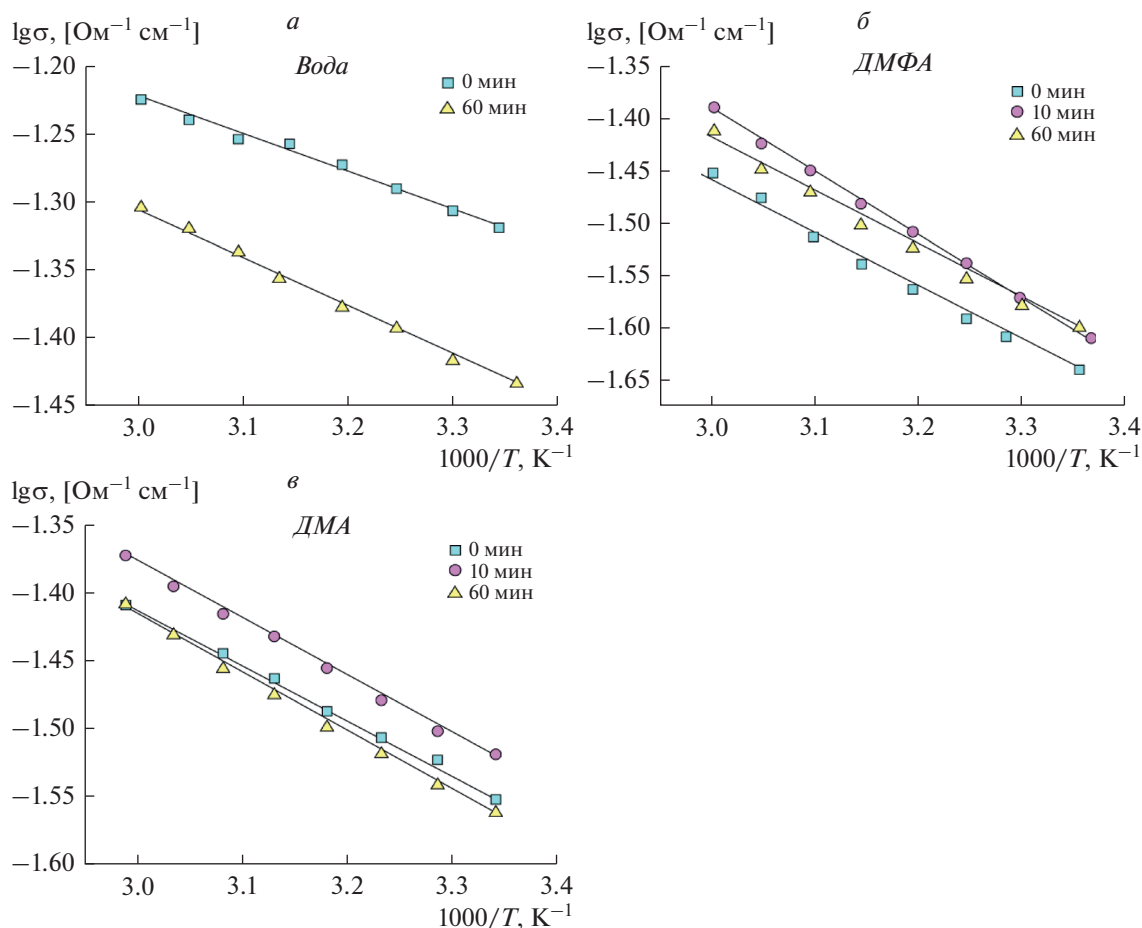 lgσ, [Ом−1 см−1]
а
Вода
−1.20
−1.25
−1.30
−1.35
−1.40
−1.45
0 мин
60 мин
3.0 3.1 3.2 3.3 3.4
1000/T, K−1
lgσ, [Ом−1 см−1]
б
ДМФА
−1.35
−1.40
−1.45
−1.50
−1.55
−1.60
−1.65
0 мин
10 мин
60 мин
3.0 3.1 3.2 3.3 3.4
1000/T, K−1
lgσ, [Ом−1 см−1]
в
ДМА
−1.35
−1.40
−1.45
−1.50
−1.55
−1.60
0 мин
10 мин
60 мин
3.0 3.1 3.2 3.3 3.4
1000/T, K−1